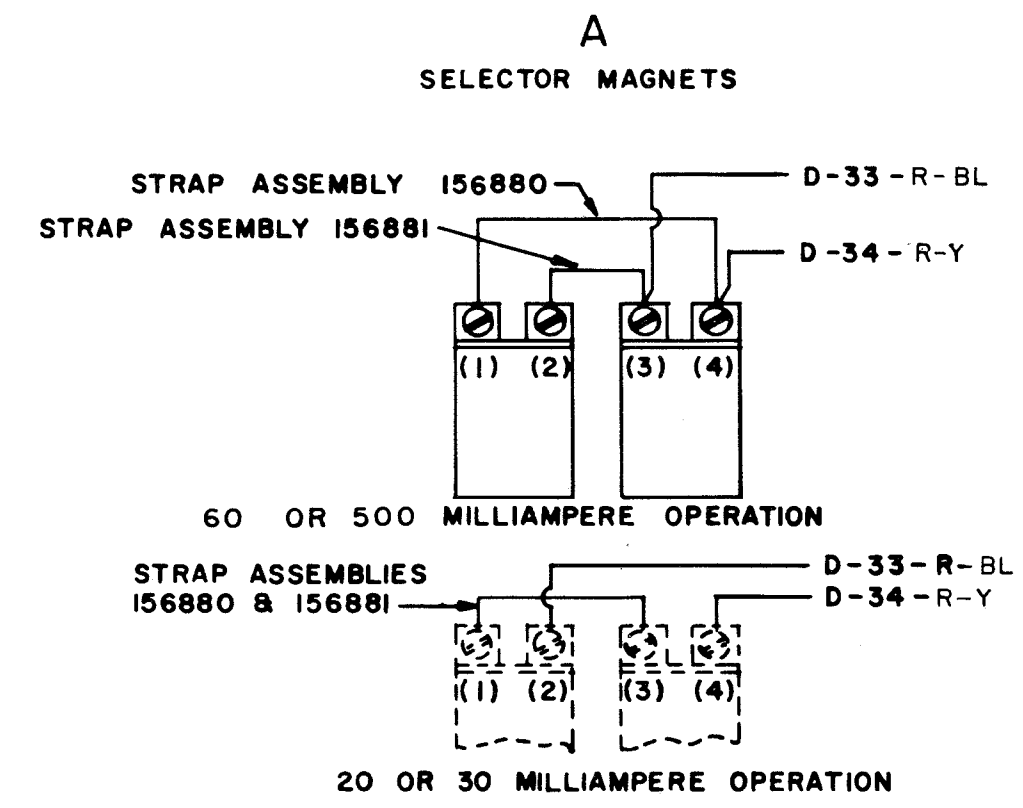 A
SELECTOR MAGNETS
STRAP ASSEMBLY 156880
D-33-R-BL
STRAP ASSEMBLY 156881
D-34-R-Y
(1) (2) (3) (4)
60 OR 500 MILLIAMPERE OPERATION
STRAP ASSEMBLIES
156880 & 156881
D-33-R-BL
D-34-R-Y
(1) (2) (3) (4)
20 OR 30 MILLIAMPERE OPERATION